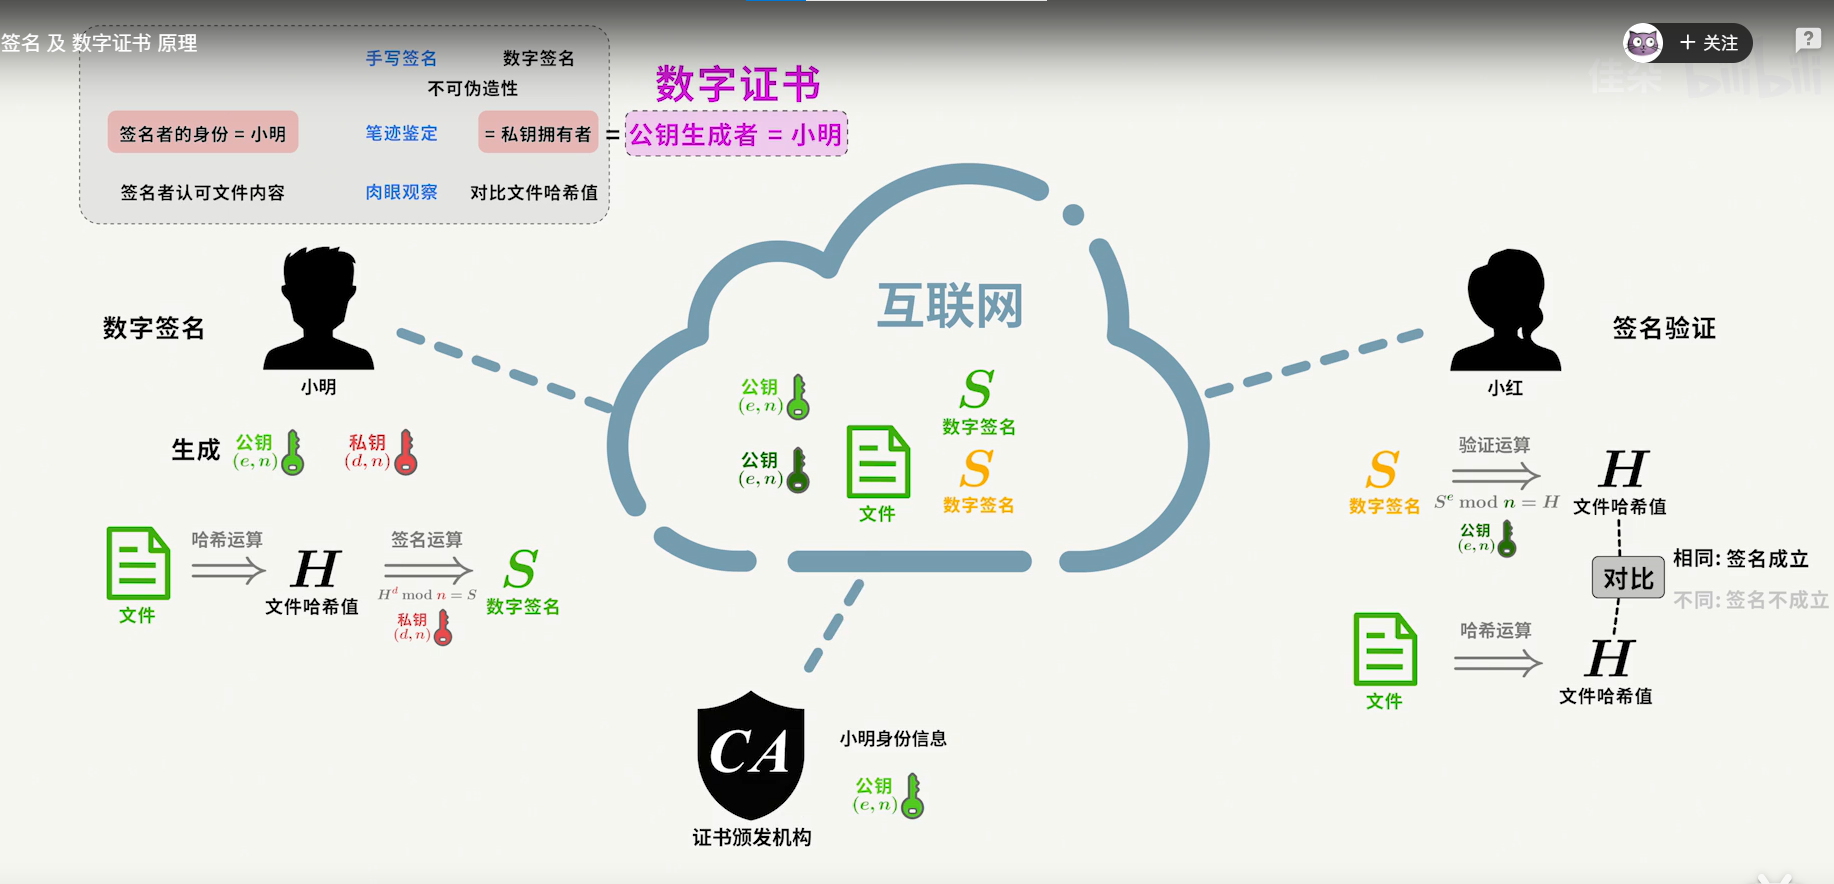 签名 及 数字证书 原理
关注
佳栄 bilibili
手写签名 数字签名
不可伪造性
签名者的身份 = 小明 笔迹鉴定 = 私钥拥有者 =
签名者认可文件内容 肉眼观察 对比文件哈希值
数字证书
公钥生成者 = 小明
数字签名
小明
生成 公钥 (e, n) 私钥 (d, n)
文件
哈希运算
H
文件哈希值
签名运算
H^d mod n = S
私钥
(d, n)
S
数字签名
互联网
公钥
(e, n)
公钥
(e, n)
文件
S
数字签名
S
数字签名
CA
证书颁发机构
小明身份信息
公钥
(e, n)
签名验证
小红
S
数字签名
验证运算
S^e mod n = H
公钥
(e, n)
H
文件哈希值
对比
相同: 签名成立
不同: 签名不成立
文件
哈希运算
H
文件哈希值